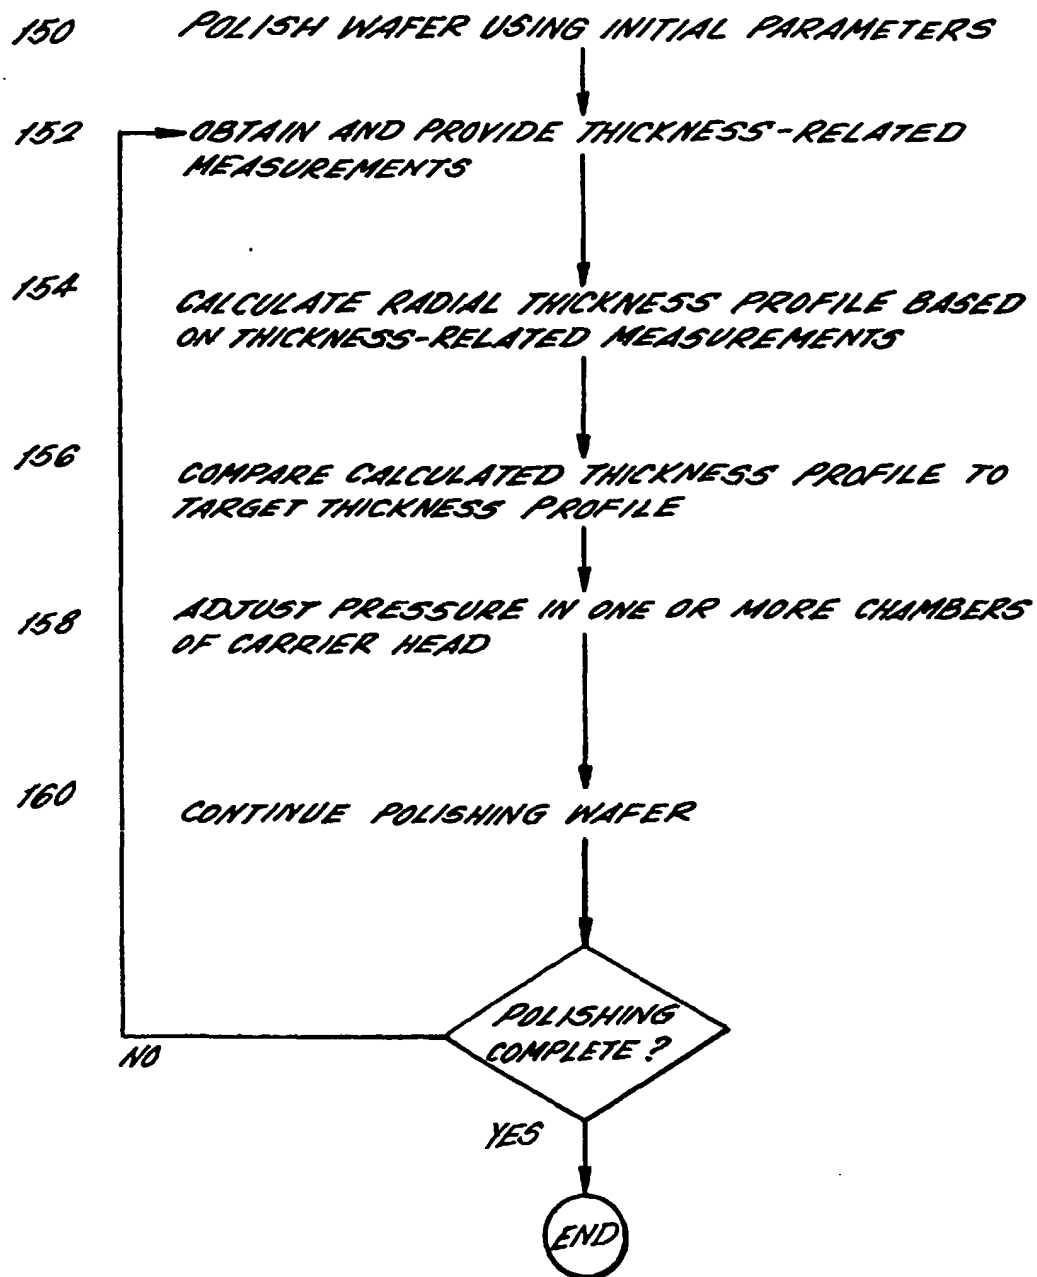 150 POLISH WAFER USING INITIAL PARAMETERS
152 OBTAIN AND PROVIDE THICKNESS-RELATED
MEASUREMENTS
154 CALCULATE RADIAL THICKNESS PROFILE BASED
ON THICKNESS-RELATED MEASUREMENTS
156 COMPARE CALCULATED THICKNESS PROFILE TO
TARGET THICKNESS PROFILE
158 ADJUST PRESSURE IN ONE OR MORE CHAMBERS
OF CARRIER HEAD
160 CONTINUE POLISHING WAFER
POLISHING
COMPLETE?
NO
YES
END